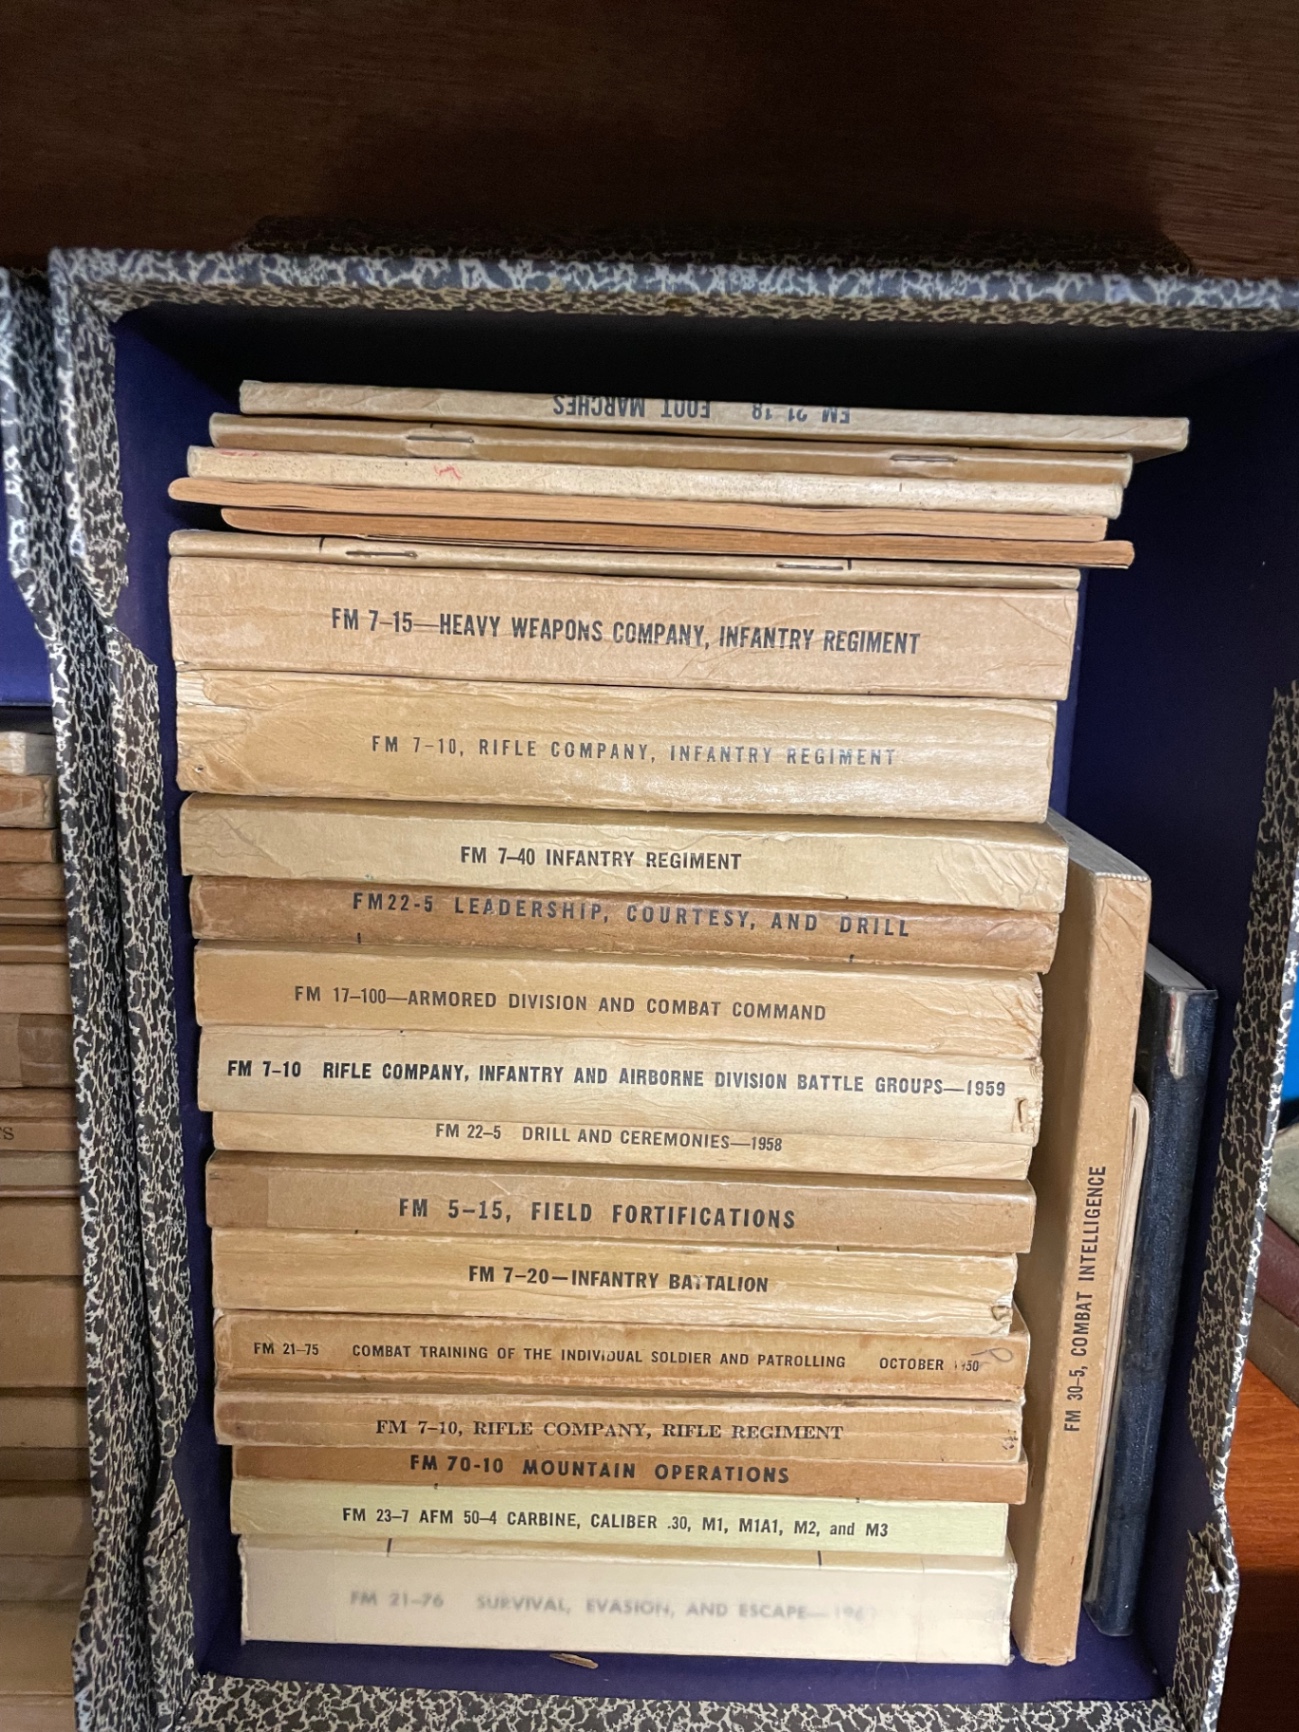 FM 21-18 FOOT MARCHES
FM 7-15—HEAVY WEAPONS COMPANY, INFANTRY REGIMENT
FM 7-10, RIFLE COMPANY, INFANTRY REGIMENT
FM 7-40 INFANTRY REGIMENT
FM22-5 LEADERSHIP, COURTESY, AND DRILL
FM 17-100—ARMORED DIVISION AND COMBAT COMMAND
FM 7-10 RIFLE COMPANY, INFANTRY AND AIRBORNE DIVISION BATTLE GROUPS—1959
FM 22-5 DRILL AND CEREMONIES—1958
FM 5-15, FIELD FORTIFICATIONS
FM 7-20—INFANTRY BATTALION
FM 21-75 COMBAT TRAINING OF THE INDIVIDUAL SOLDIER AND PATROLLING OCTOBER 1950
FM 7-10, RIFLE COMPANY, RIFLE REGIMENT
FM 70-10 MOUNTAIN OPERATIONS
FM 23-7 AFM 50-4 CARBINE, CALIBER .30, M1, M1A1, M2, and M3
FM 21-76 SURVIVAL, EVASION, AND ESCAPE—
FM 30-5, COMBAT INTELLIGENCE